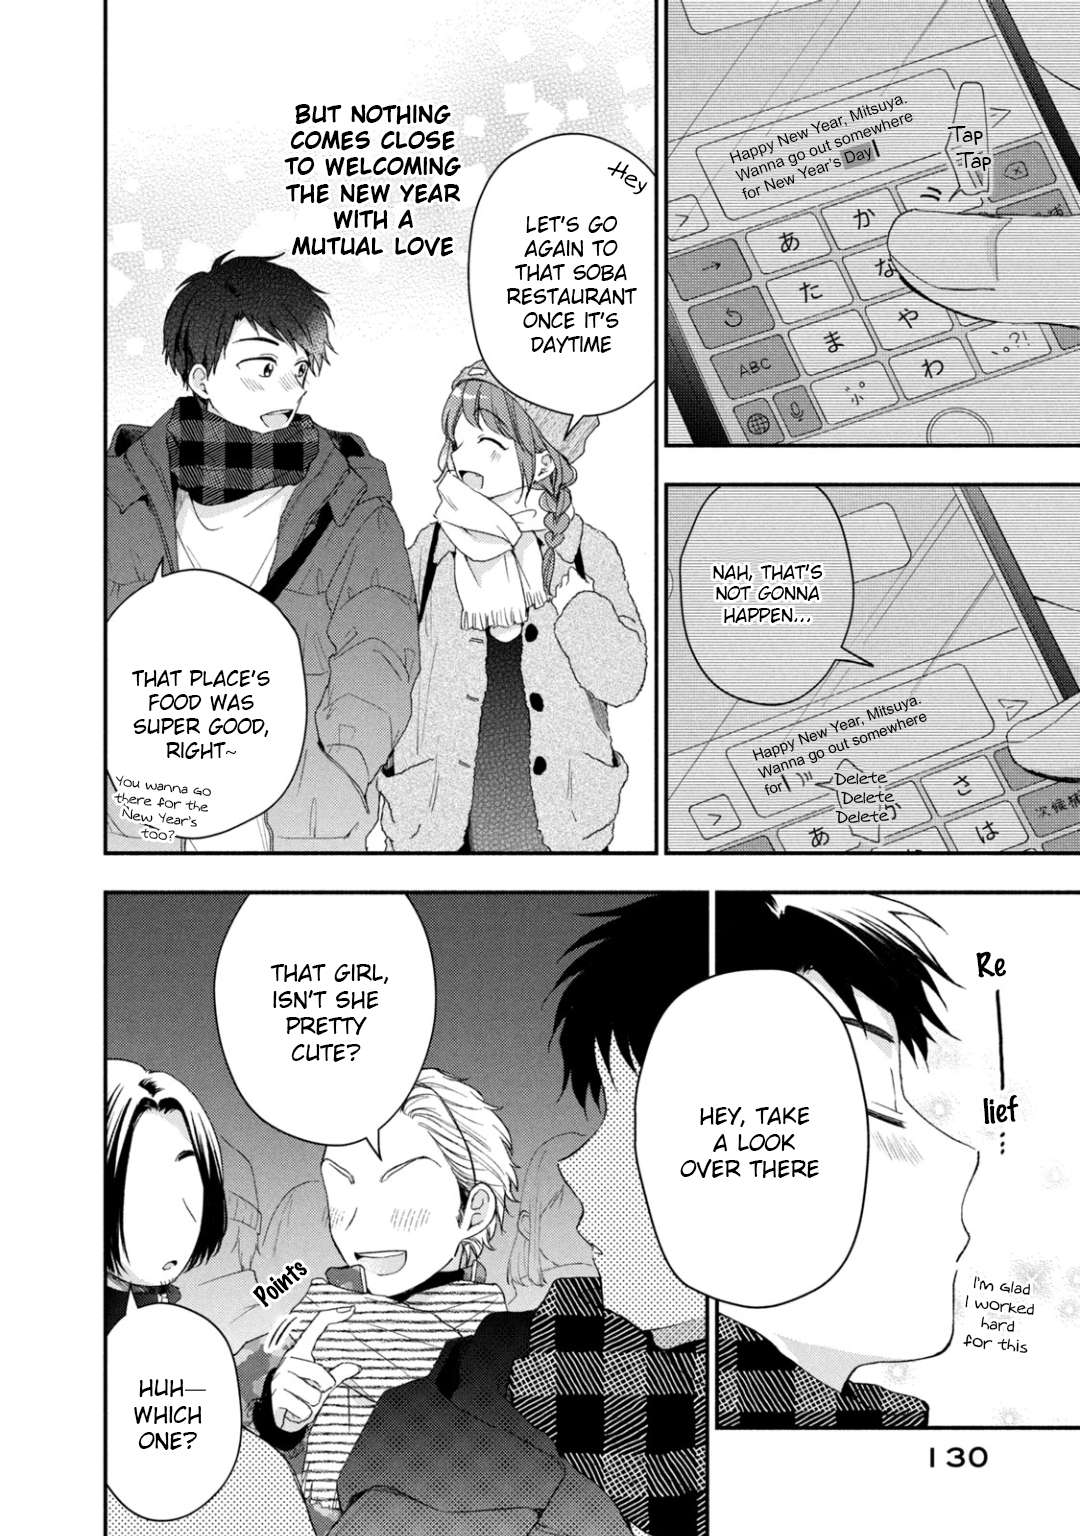 Happy New Year, Mitsuya.
Wanna go out somewhere
for New Year's Day
Tap
Tap
→
あ
か
た
な
ABC
ま
や
わ
、。?!
NAH, THAT'S
NOT GONNA
HAPPEN...
Happy New Year, Mitsuya.
Wanna go out somewhere
for
Delete
Delete
Delete
あ
か
さ
は
次候補
BUT NOTHING
COMES CLOSE
TO WELCOMING
THE NEW YEAR
WITH A
MUTUAL LOVE
Hey
LET'S GO
AGAIN TO
THAT SOBA
RESTAURANT
ONCE IT'S
DAYTIME
THAT PLACE'S
FOOD WAS
SUPER GOOD,
RIGHT~
You wanna go
there for the
New Year's
too?
Re
lief
...
HEY, TAKE
A LOOK
OVER THERE
I'm Glad
I worked
hard
for this
THAT GIRL,
ISN'T SHE
PRETTY
CUTE?
Points
HUH—
WHICH
ONE?
130